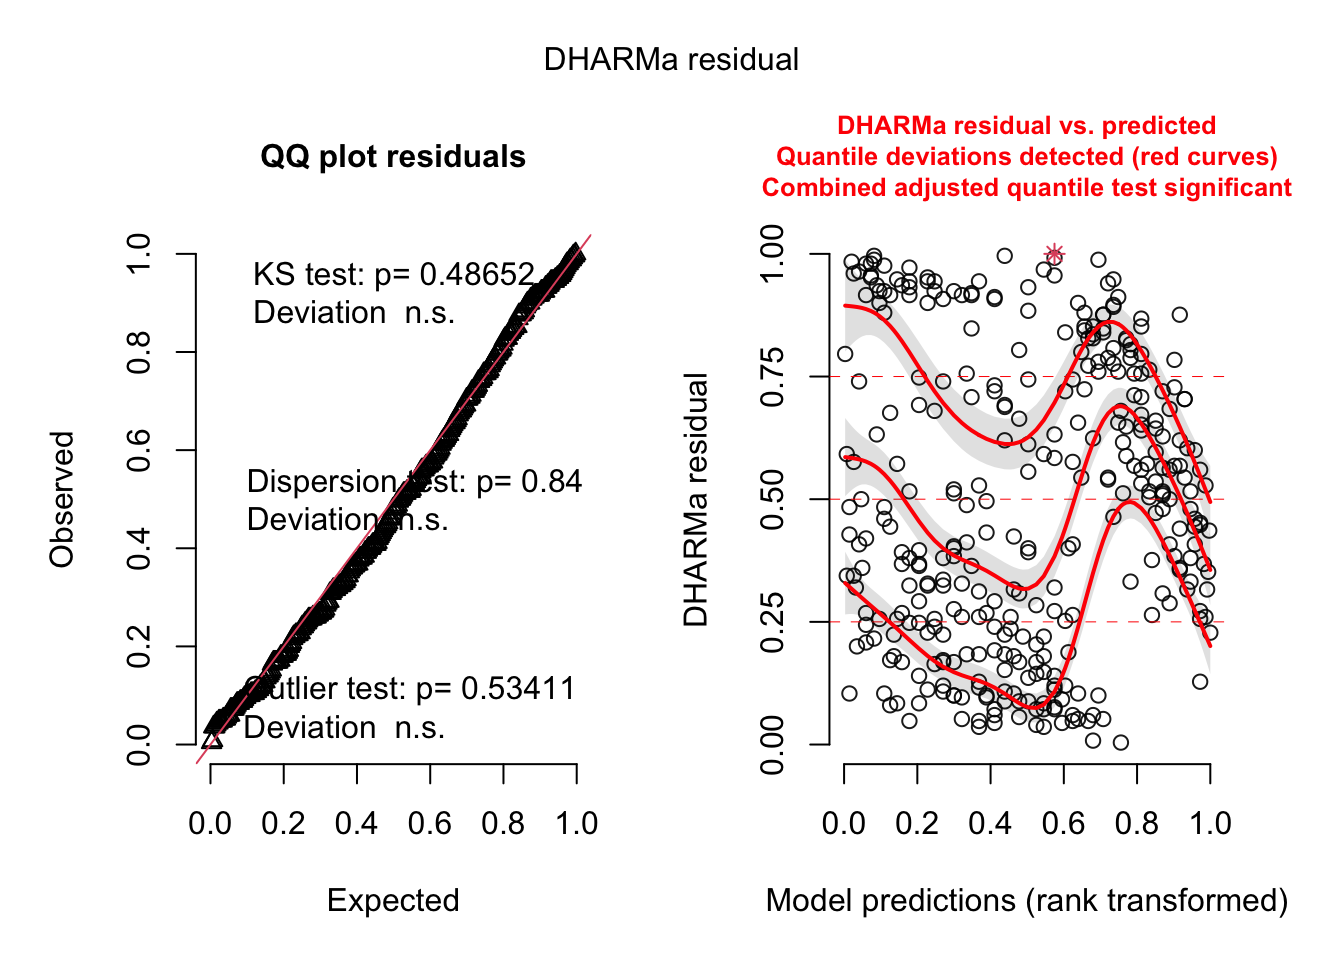 DHARMa residual
QQ plot residuals
KS test: p= 0.48652
Deviation  n.s.
Dispersion test: p= 0.84
Deviation  n.s.
Outlier test: p= 0.53411
Deviation  n.s.
Observed
0.0 0.2 0.4 0.6 0.8 1.0
0.0 0.2 0.4 0.6 0.8 1.0
Expected
DHARMa residual vs. predicted
Quantile deviations detected (red curves)
Combined adjusted quantile test significant
DHARMa residual
0.00 0.25 0.50 0.75 1.00
0.0 0.2 0.4 0.6 0.8 1.0
Model predictions (rank transformed)